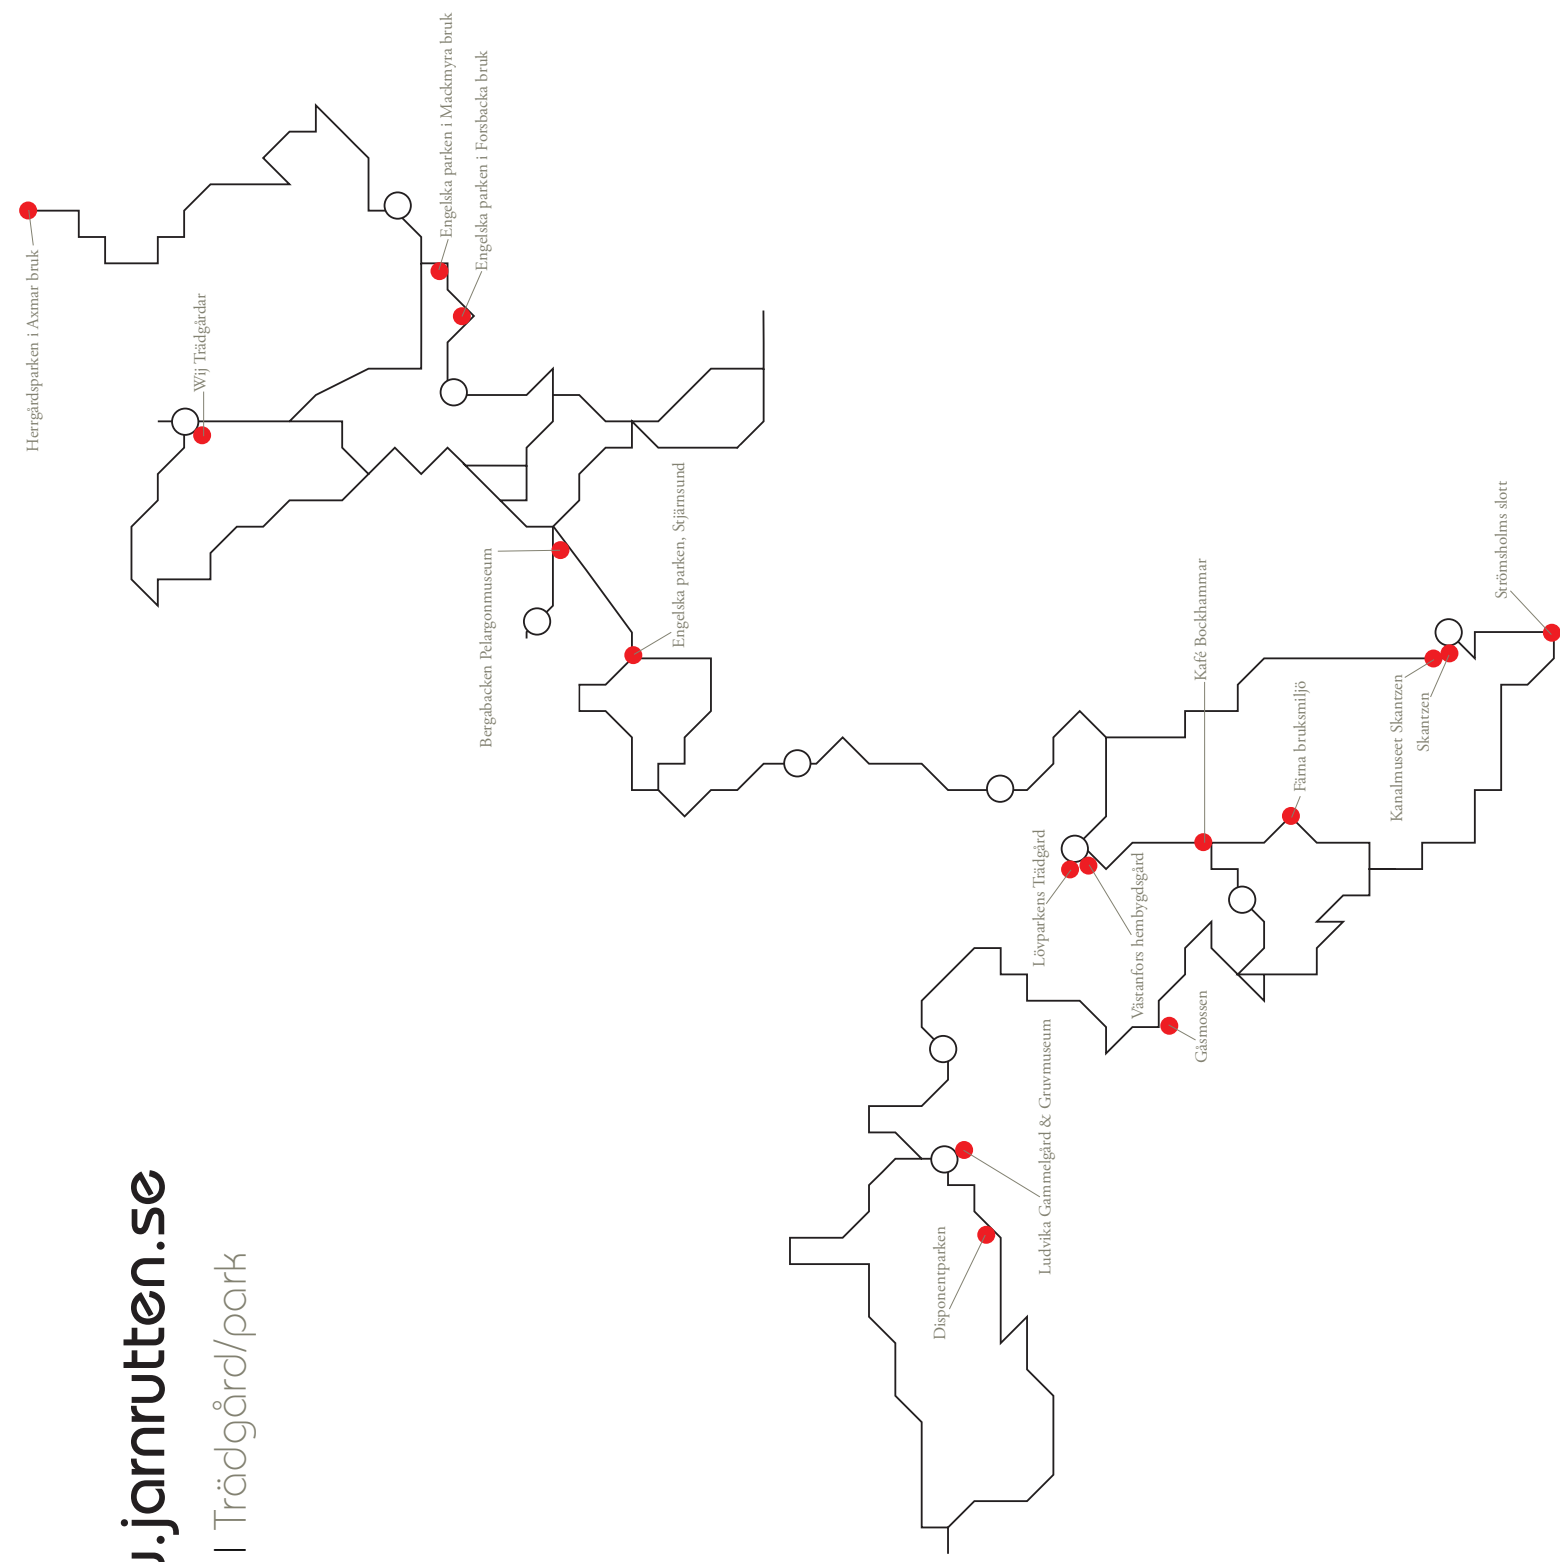 .jarnrutten.se
| Trädgård/park
Herrgårdsparken i Axmar bruk
Wij Trädgårdar
Engelska parken i Mackmyra bruk
Engelska parken i Forsbacka bruk
Bergabacken Pelargonmuseum
Engelska parken, Stjärnsund
Disponentparken
Ludvika Gammelgård & Gruvmuseum
Lövparkens Trädgård
Västanfors hembygdsgård
Gåsmossen
Kafé Bockhammar
Färna bruksmiljö
Kanalmuseet Skantzen
Skantzen
Strömsholms slott